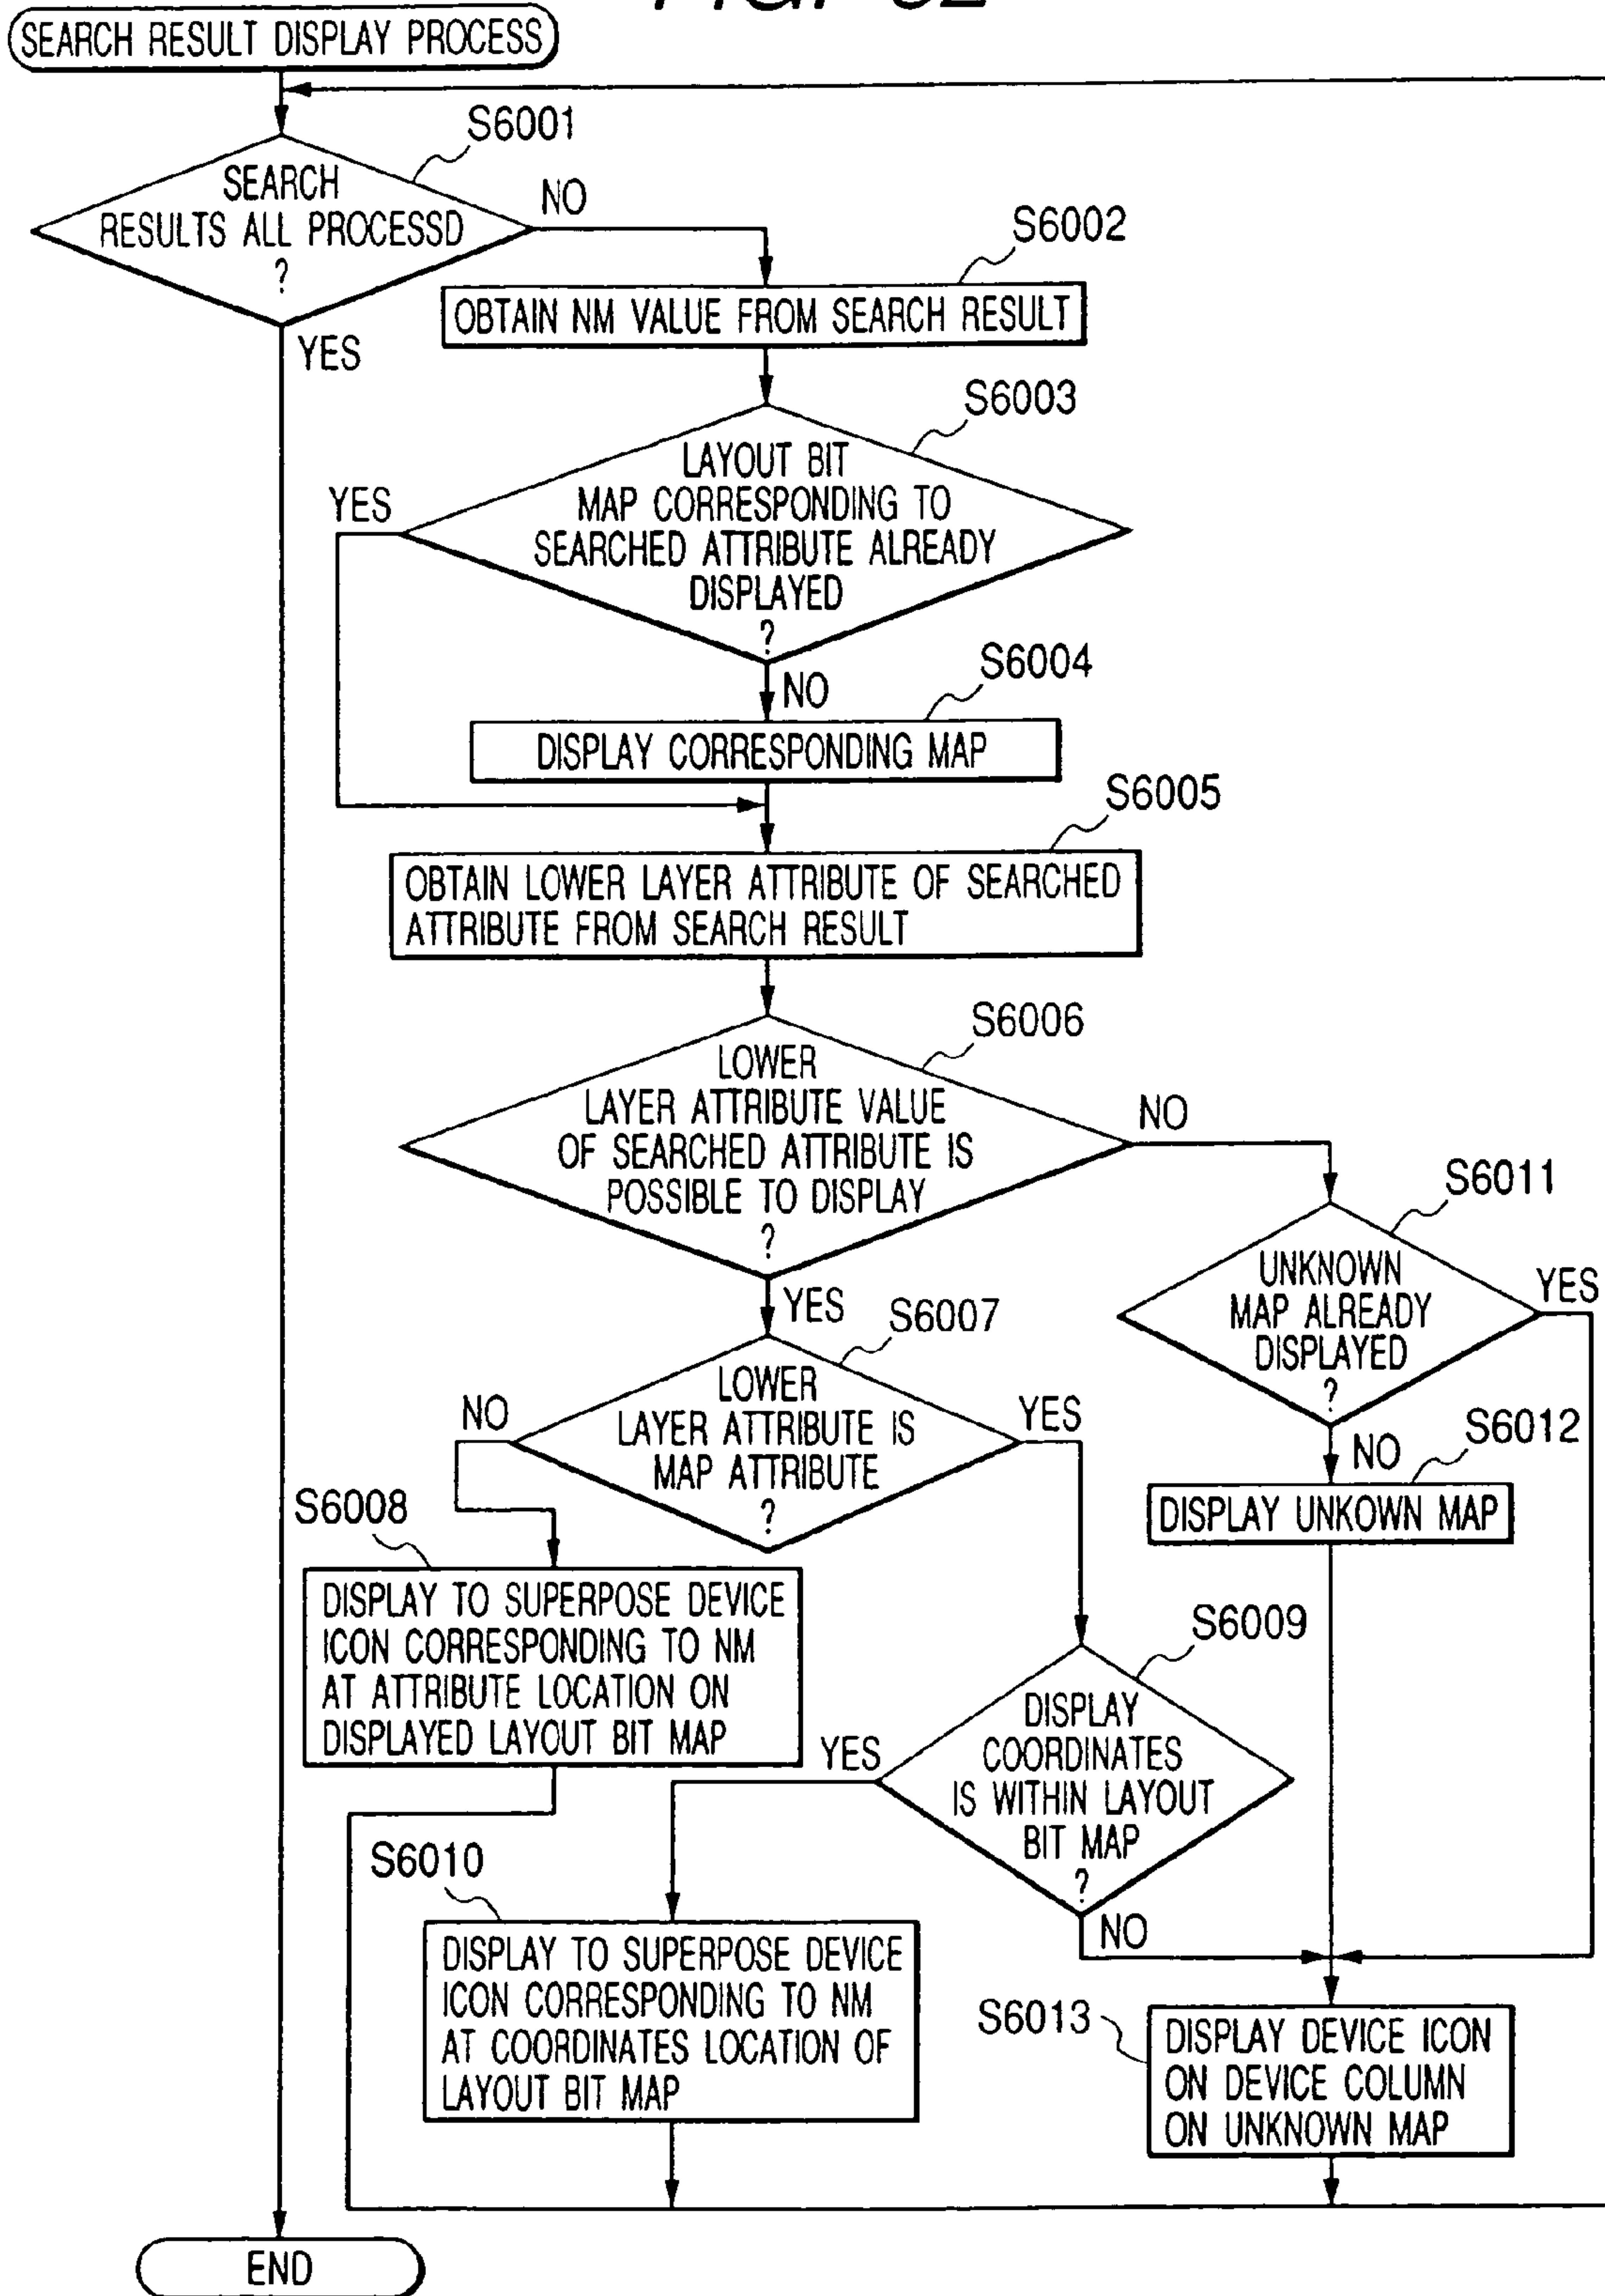 SEARCH RESULT DISPLAY PROCESS
S6001
SEARCH
RESULTS ALL PROCESSD
?
NO
YES
S6002
OBTAIN NM VALUE FROM SEARCH RESULT
S6003
LAYOUT BIT
MAP CORRESPONDING TO
SEARCHED ATTRIBUTE ALREADY
DISPLAYED
?
YES
NO
S6004
DISPLAY CORRESPONDING MAP
S6005
OBTAIN LOWER LAYER ATTRIBUTE OF SEARCHED
ATTRIBUTE FROM SEARCH RESULT
S6006
LOWER
LAYER ATTRIBUTE VALUE
OF SEARCHED ATTRIBUTE IS
POSSIBLE TO DISPLAY
?
NO
YES
S6011
UNKNOWN
MAP ALREADY
DISPLAYED
?
YES
NO
S6007
LOWER
LAYER ATTRIBUTE IS
MAP ATTRIBUTE
?
NO
YES
S6012
DISPLAY UNKOWN MAP
S6008
DISPLAY TO SUPERPOSE DEVICE
ICON CORRESPONDING TO NM
AT ATTRIBUTE LOCATION ON
DISPLAYED LAYOUT BIT MAP
S6009
DISPLAY
COORDINATES
IS WITHIN LAYOUT
BIT MAP
?
YES
NO
S6010
DISPLAY TO SUPERPOSE DEVICE
ICON CORRESPONDING TO NM
AT COORDINATES LOCATION OF
LAYOUT BIT MAP
S6013
DISPLAY DEVICE ICON
ON DEVICE COLUMN
ON UNKNOWN MAP
END